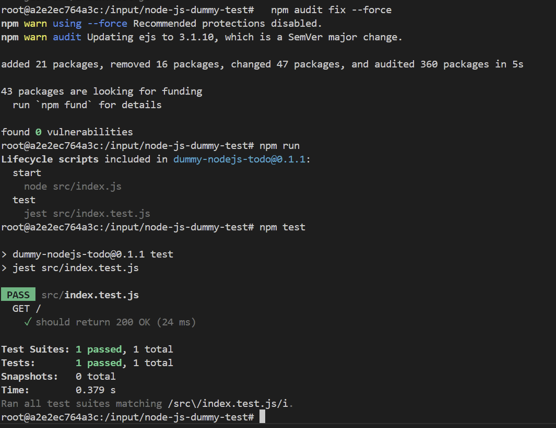 root@a2e2ec764a3c:/input/node-js-dummy-test#   npm audit fix --force
npm warn using --force Recommended protections disabled.
npm warn audit Updating ejs to 3.1.10, which is a SemVer major change.
added 21 packages, removed 16 packages, changed 47 packages, and audited 360 packages in 5s
43 packages are looking for funding
  run `npm fund` for details
found 0 vulnerabilities
root@a2e2ec764a3c:/input/node-js-dummy-test# npm run
Lifecycle scripts included in dummy-nodejs-todo@0.1.1:
  start
    node src/index.js
  test
    jest src/index.test.js
root@a2e2ec764a3c:/input/node-js-dummy-test# npm test
> dummy-nodejs-todo@0.1.1 test
> jest src/index.test.js
PASS src/index.test.js
  GET /
    ✓ should return 200 OK (24 ms)
Test Suites: 1 passed, 1 total
Tests:       1 passed, 1 total
Snapshots:   0 total
Time:        0.379 s
Ran all test suites matching /src\/index.test.js/i.
root@a2e2ec764a3c:/input/node-js-dummy-test#